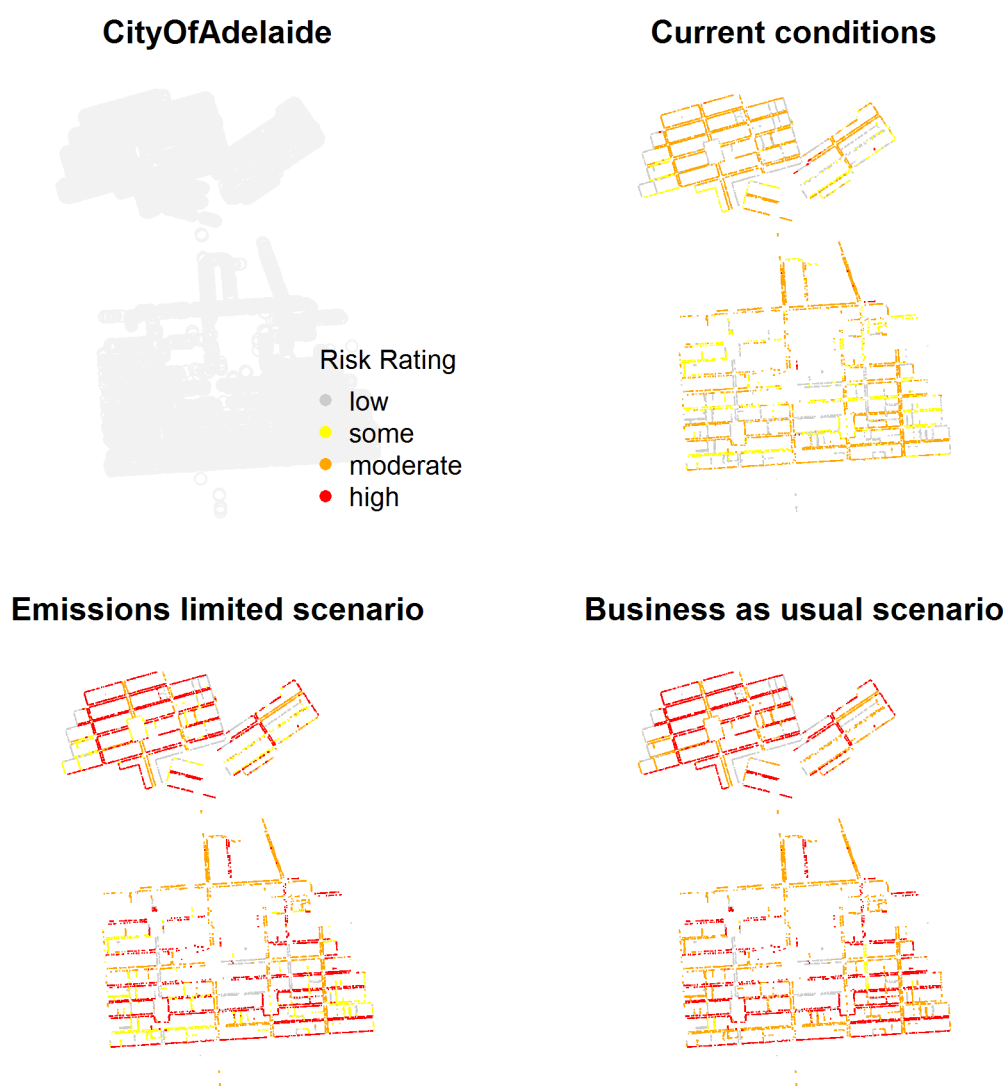 CityOfAdelaide
Current conditions
Risk Rating
low
some
moderate
high
Emissions limited scenario
Business as usual scenario